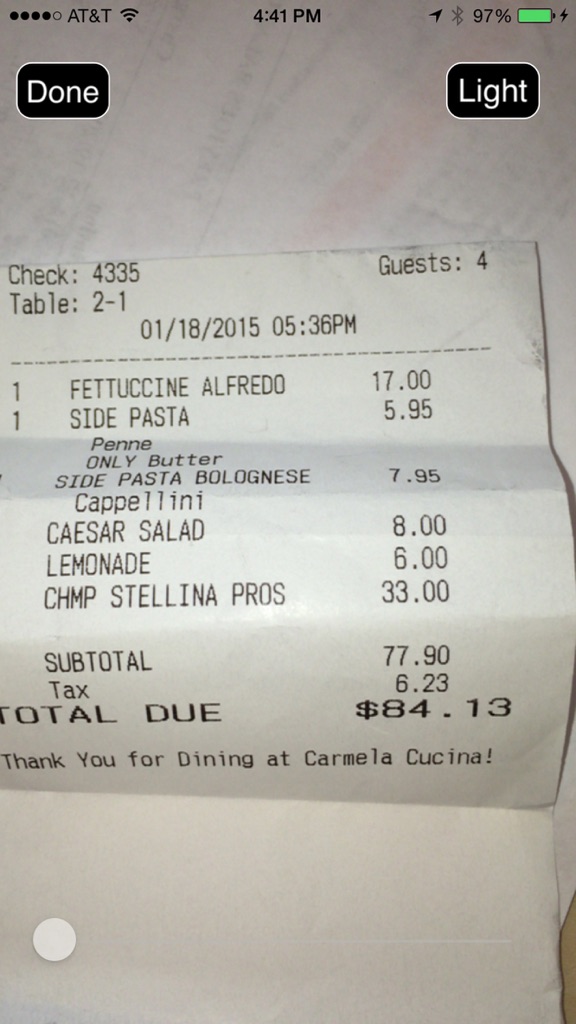 AT&T 4:41 PM 97%
Done Light
Check: 4335 Guests: 4
Table: 2-1
01/18/2015 05:36PM
1 FETTUCCINE ALFREDO 17.00
1 SIDE PASTA 5.95
Penne
ONLY Butter
SIDE PASTA BOLOGNESE 7.95
Cappellini
CAESAR SALAD 8.00
LEMONADE 6.00
CHMP STELLINA PROS 33.00
SUBTOTAL 77.90
Tax 6.23
TOTAL DUE $84.13
Thank You for Dining at Carmela Cucina!